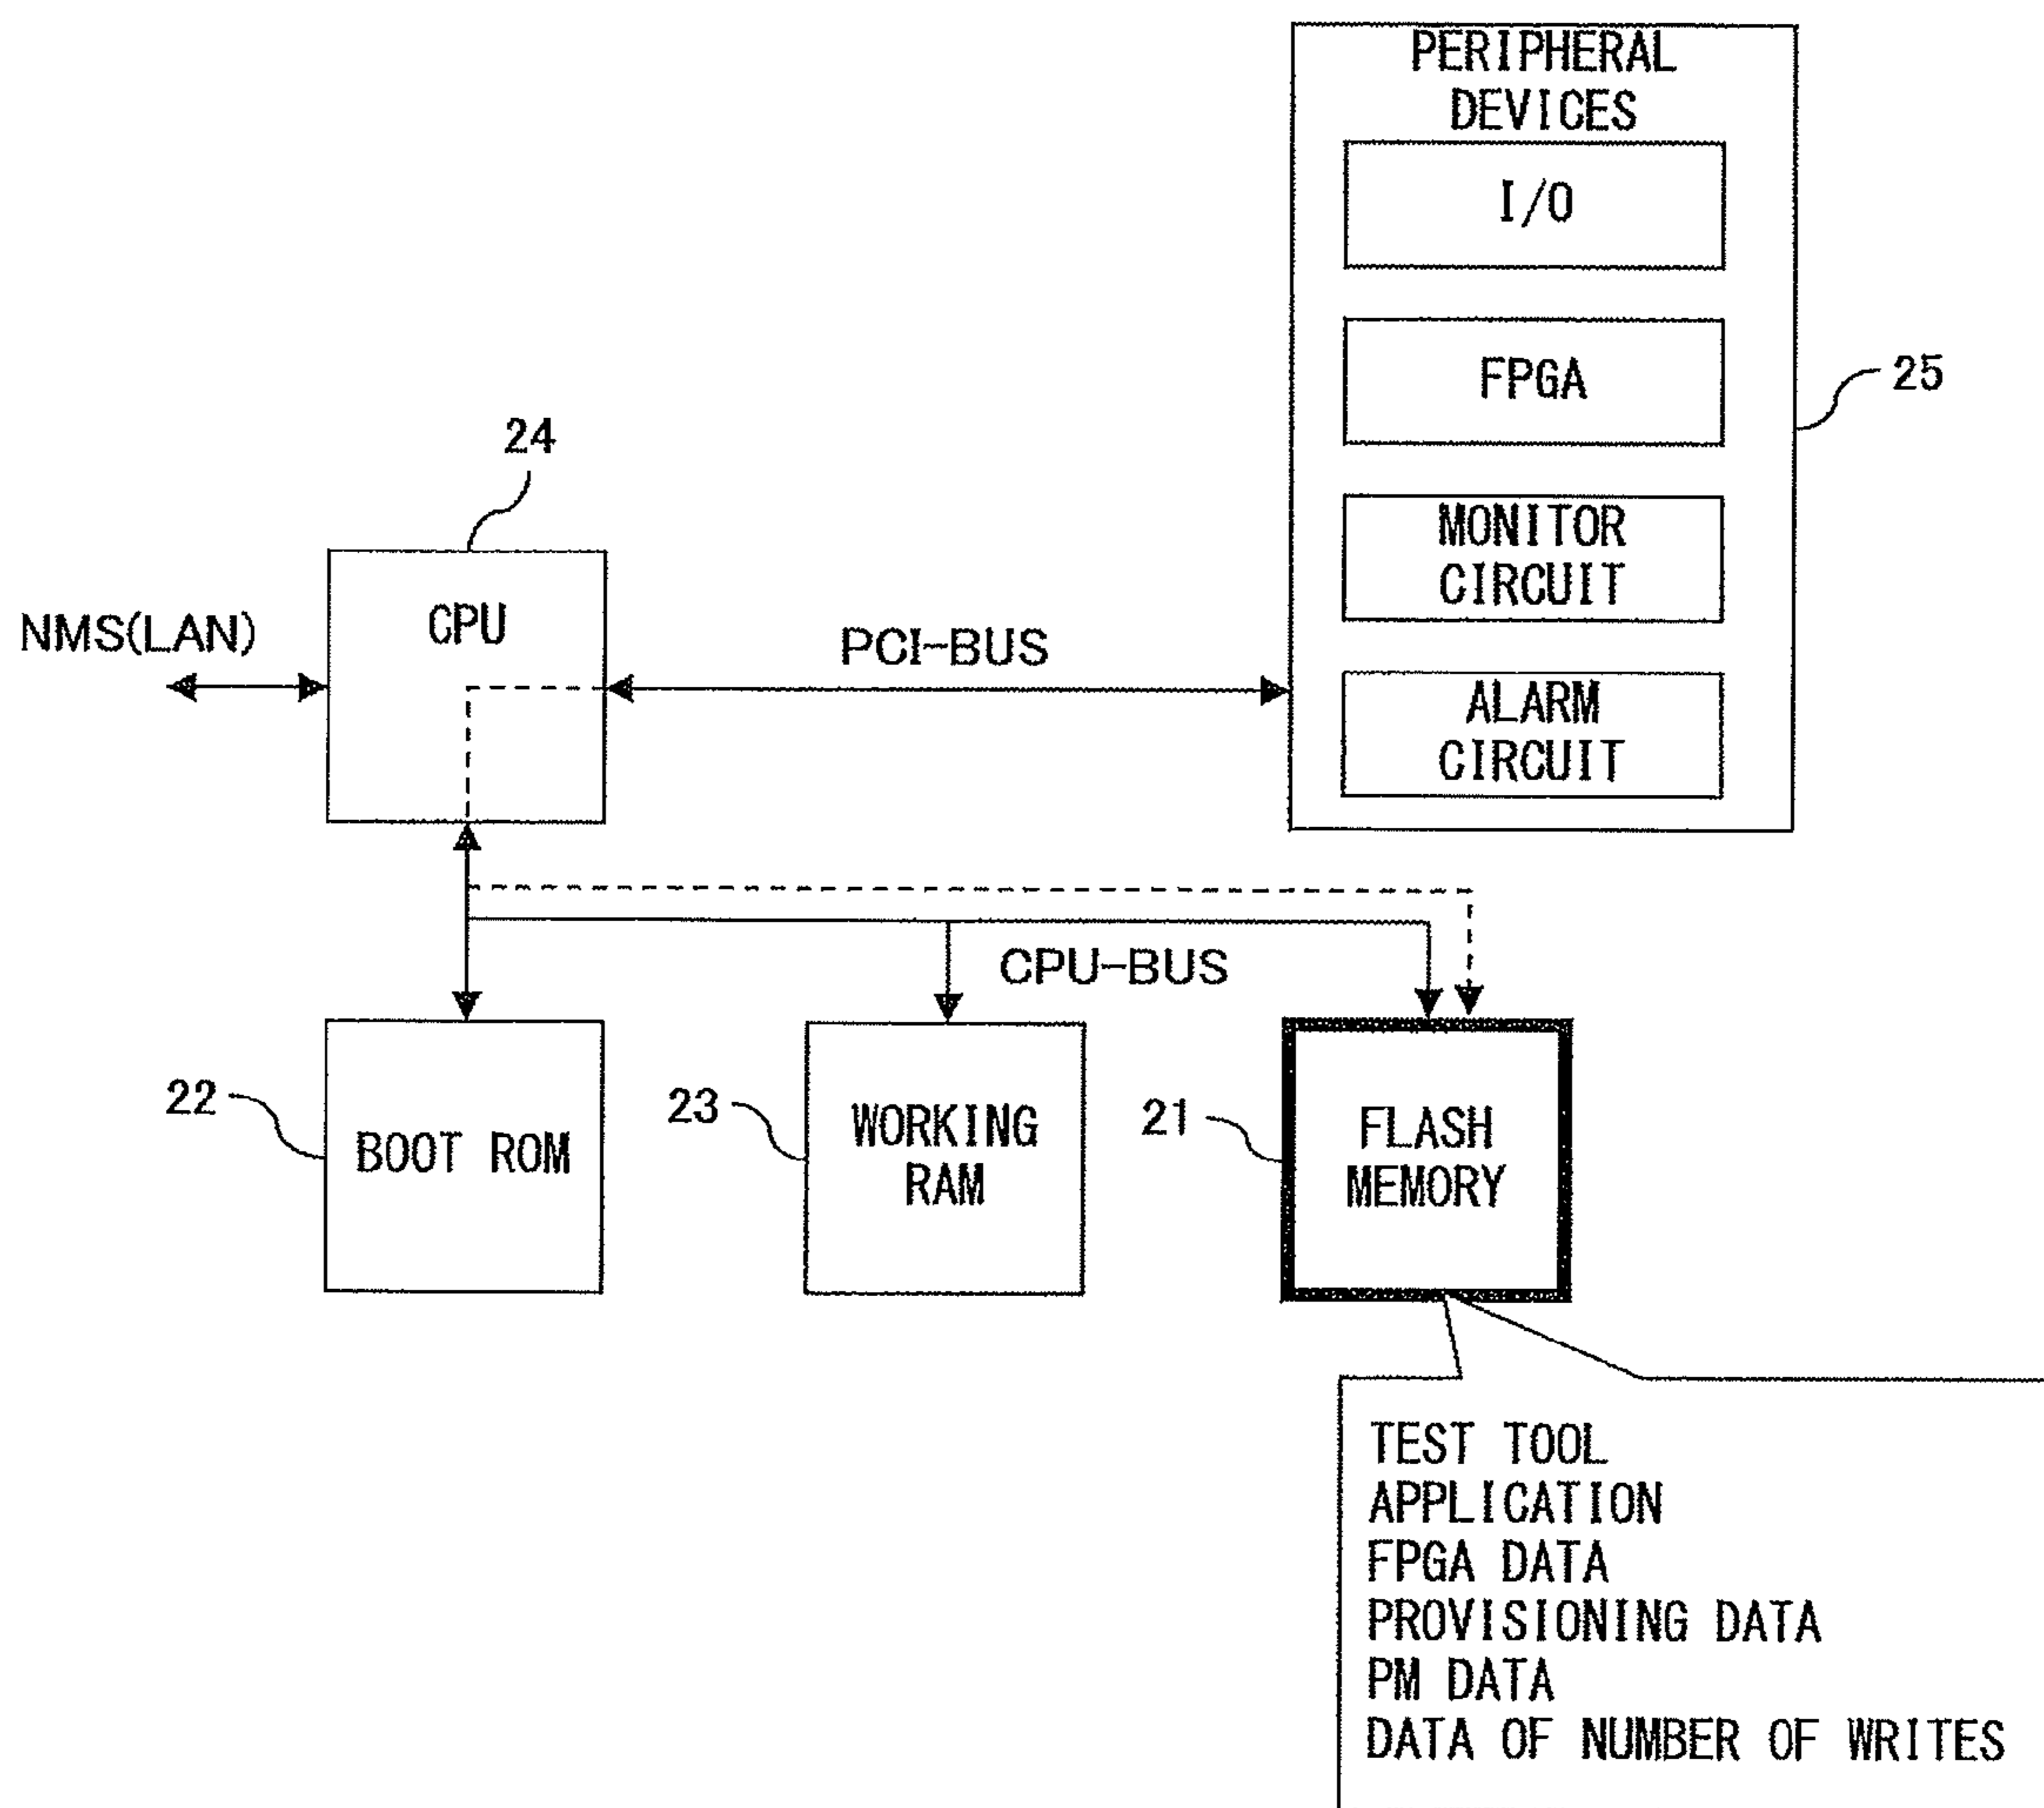 PERIPHERAL
DEVICES
I/O
FPGA
25
MONITOR
CIRCUIT
ALARM
CIRCUIT
24
CPU
NMS(LAN)
PCI-BUS
CPU-BUS
22
BOOT ROM
23
WORKING
RAM
21
FLASH
MEMORY
TEST TOOL
APPLICATION
FPGA DATA
PROVISIONING DATA
PM DATA
DATA OF NUMBER OF WRITES